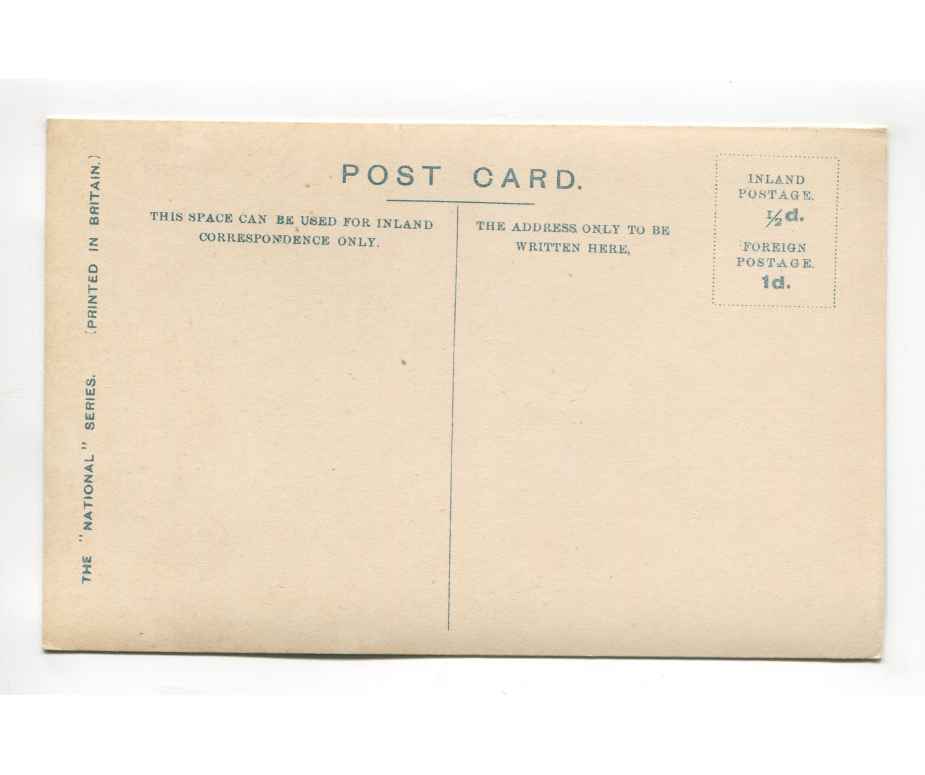 POST CARD.
THIS SPACE CAN BE USED FOR INLAND
CORRESPONDENCE ONLY.
THE ADDRESS ONLY TO BE
WRITTEN HERE,
INLAND
POSTAGE.
½d.
FOREIGN
POSTAGE.
1d.
THE "NATIONAL" SERIES. (PRINTED IN BRITAIN.)